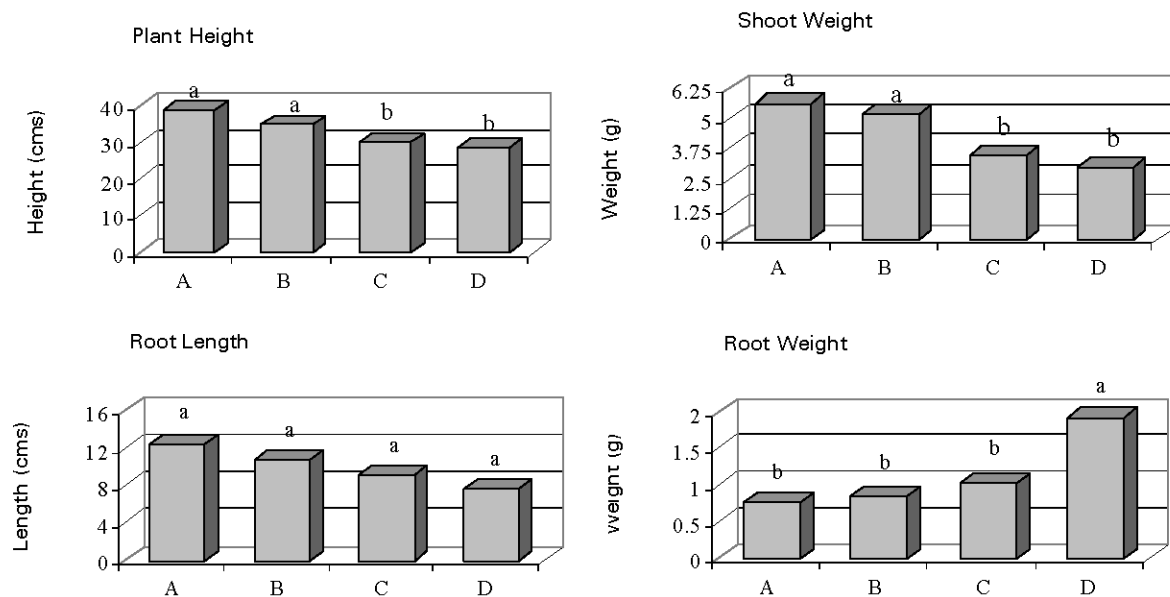 Plant Height
Height (cms)
40
30
20
10
0
a
a
b
b
A
B
C
D
Shoot Weight
Weight (g)
6.25
5
3.75
2.5
1.25
0
a
a
b
b
A
B
C
D
Root Length
Length (cms)
16
12
8
4
0
a
a
a
a
A
B
C
D
Root Weight
Weight (g)
2
1.5
1
0.5
0
b
b
b
a
A
B
C
D